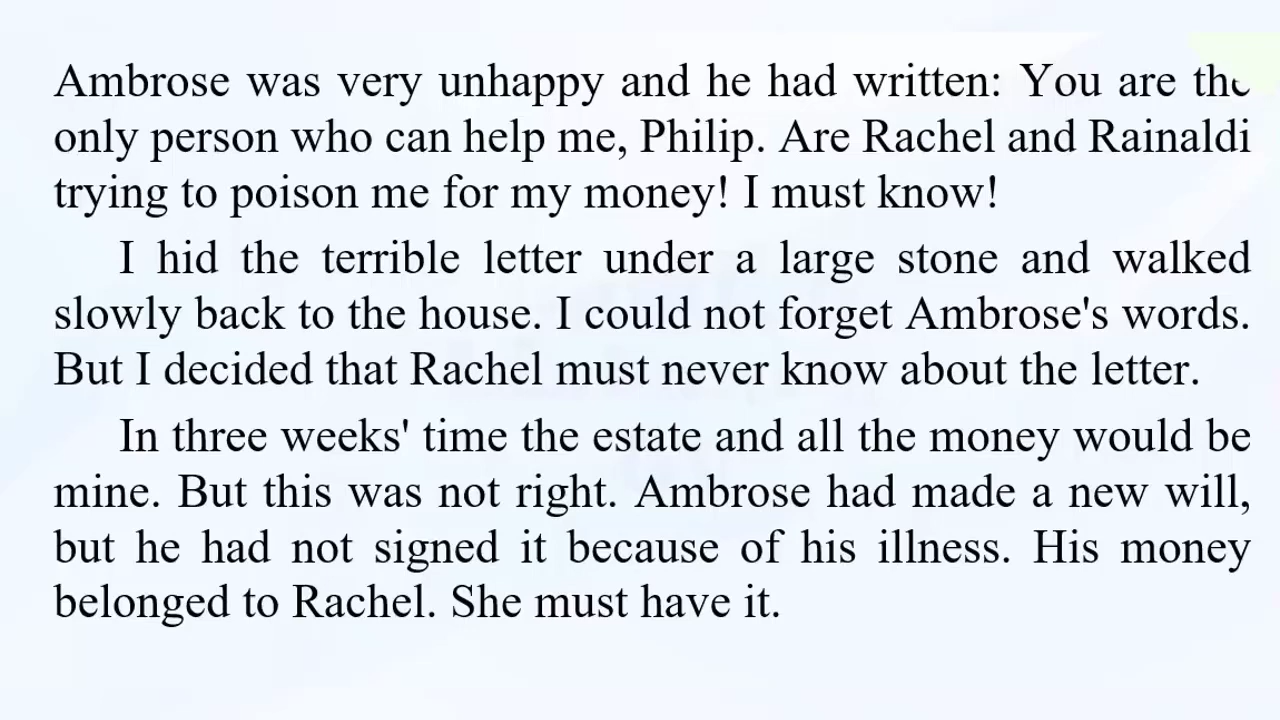 Ambrose was very unhappy and he had written: You are the
only person who can help me, Philip. Are Rachel and Rainaldi
trying to poison me for my money! I must know!
I hid the terrible letter under a large stone and walked
slowly back to the house. I could not forget Ambrose's words.
But I decided that Rachel must never know about the letter.
In three weeks' time the estate and all the money would be
mine. But this was not right. Ambrose had made a new will,
but he had not signed it because of his illness. His money
belonged to Rachel. She must have it.